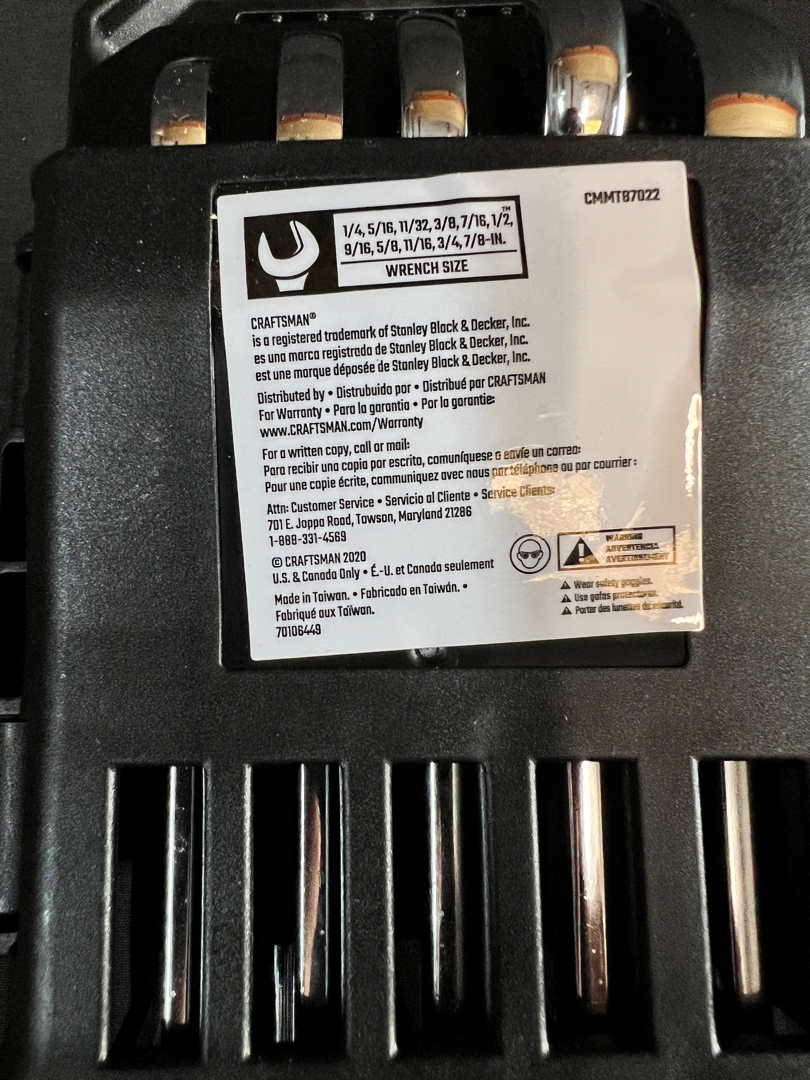 CMMT87022
1/4, 5/16, 11/32, 3/8, 7/16, 1/2,™
9/16, 5/8, 11/16, 3/4, 7/8-IN.
WRENCH SIZE
CRAFTSMAN®
is a registered trademark of Stanley Black & Decker, Inc.
es una marca registrada de Stanley Black & Decker, Inc.
est une marque déposée de Stanley Black & Decker, Inc.
Distributed by • Distrubuido por • Distribué par CRAFTSMAN
For Warranty • Para la garantia • Por la garantie:
www.CRAFTSMAN.com/Warranty
For a written copy, call or mail:
Para recibir una copia por escrito, comuníquese o envíe un correo:
Pour une copie écrite, communiquez avec nous par téléphone ou par courrier :
Attn: Customer Service • Servicio al Cliente • Service Clients:
701 E. Joppa Road, Towson, Maryland 21286
1-888-331-4569
© CRAFTSMAN 2020
U.S. & Canada Only • É.-U. et Canada seulement
Made in Taiwan. • Fabricado en Taiwán. •
Fabriqué aux Taïwan.
70106449
WARNING
ADVERTENCIA
AVERTISSEMENT
Wear safety goggles.
Use gafas protectoras.
Porter des lunettes de sécurité.